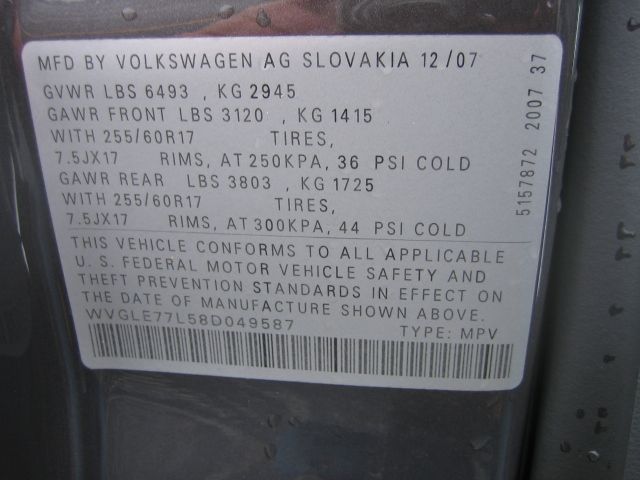 MFD BY VOLKSWAGEN AG SLOVAKIA 12/07
GVWR LBS 6493 , KG 2945
GAWR FRONT LBS 3120 , KG 1415
WITH 255/60R17 TIRES,
7.5JX17 RIMS, AT 250KPA, 36 PSI COLD
GAWR REAR LBS 3803 , KG 1725
WITH 255/60R17 TIRES,
7.5JX17 RIMS, AT 300KPA, 44 PSI COLD
THIS VEHICLE CONFORMS TO ALL APPLICABLE
U. S. FEDERAL MOTOR VEHICLE SAFETY AND
THEFT PREVENTION STANDARDS IN EFFECT ON
THE DATE OF MANUFACTURE SHOWN ABOVE.
WVGLE77L58D049587 TYPE: MPV
5157872 2007 37